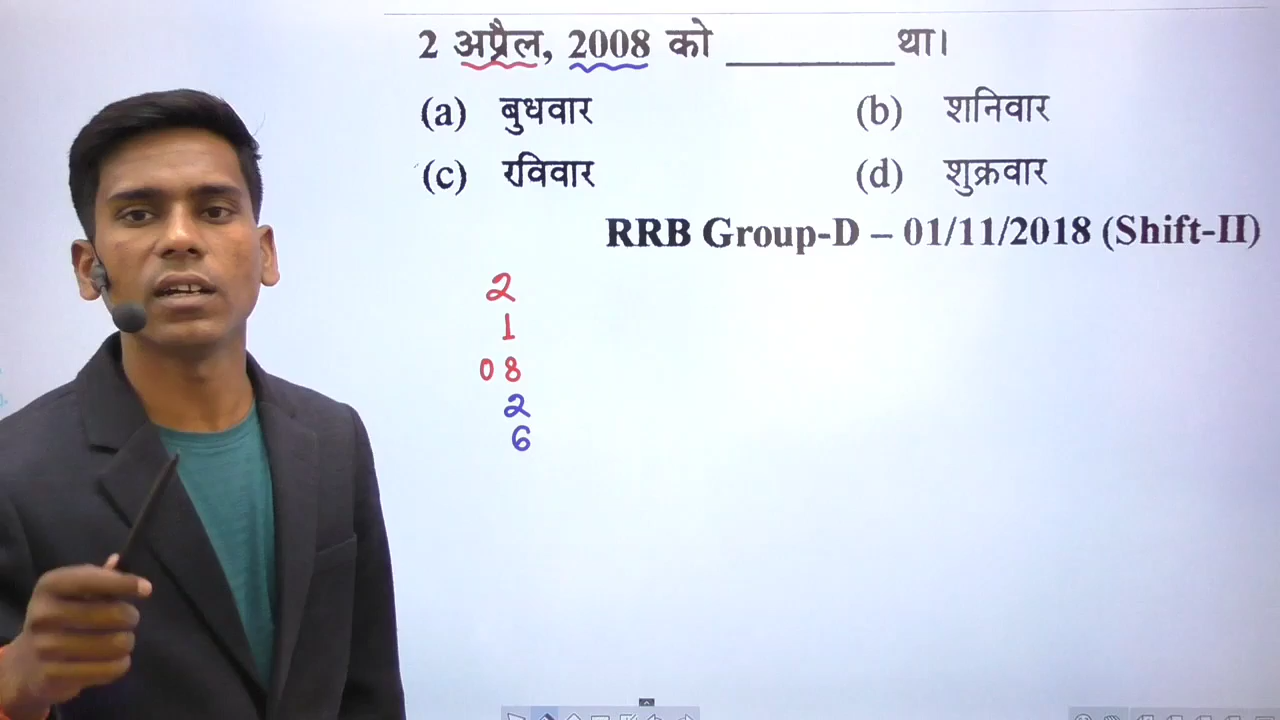 2 अप्रैल, 2008 को ________ था।
(a) बुधवार (b) शनिवार
(c) रविवार (d) शुक्रवार
RRB Group-D – 01/11/2018 (Shift-II)
2
1
08
2
6